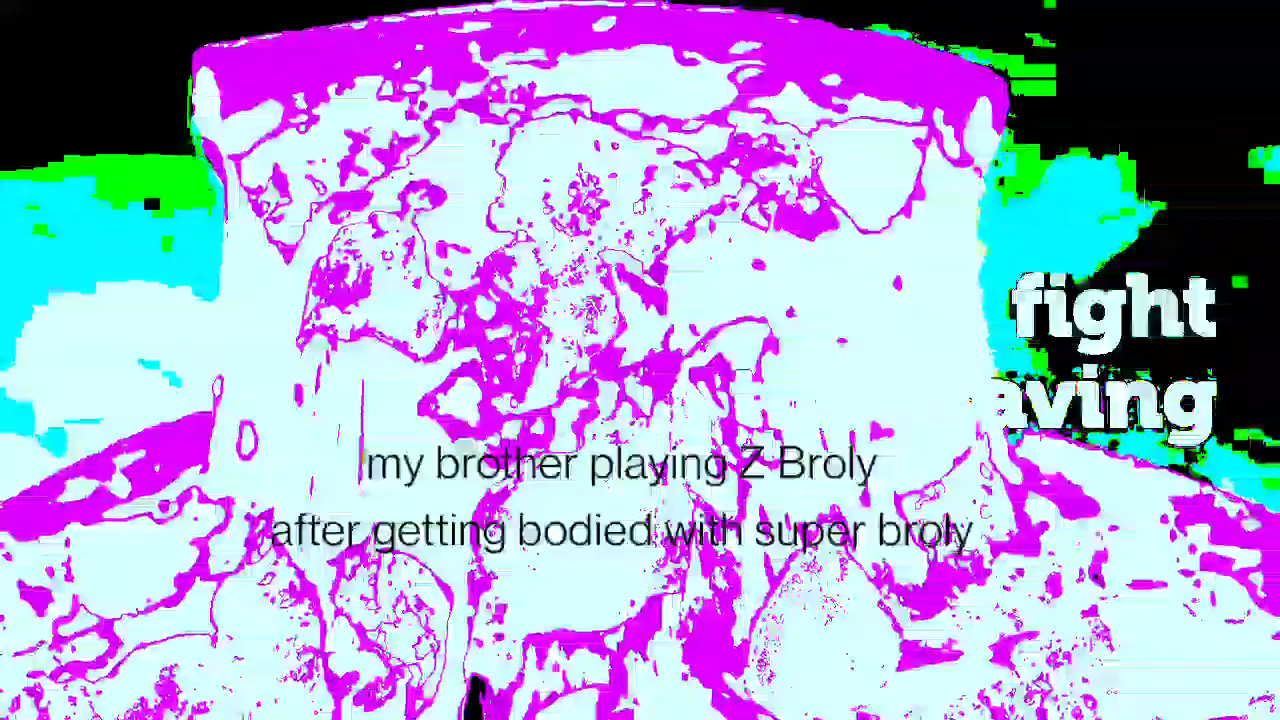 fight
my brother playing Z Broly
after getting bodied with super broly